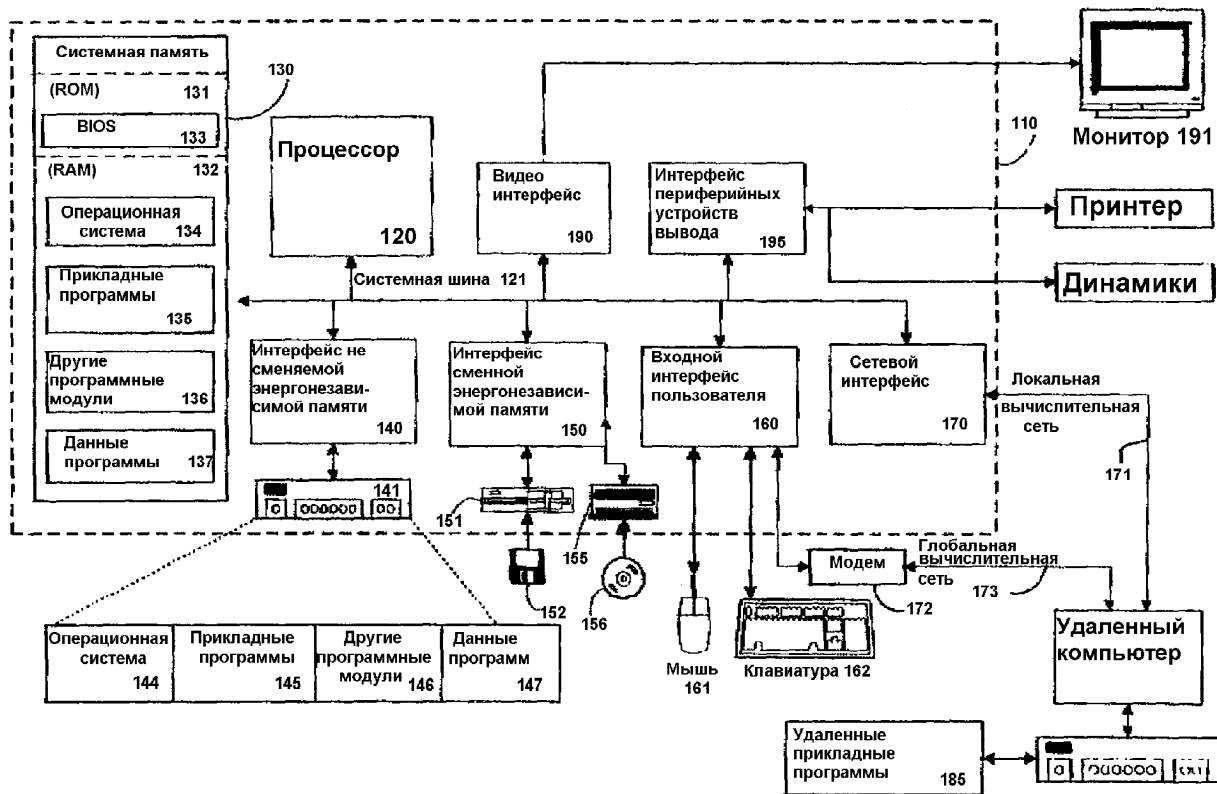 Системная память
(ROM) 131
BIOS
133
(RAM) 132
Операционная
система 134
Прикладные
программы
135
Другие
программные
модули 136
Данные
программы 137
130
Процессор
120
Системная шина 121
Видео
интерфейс
190
Интерфейс
периферийных
устройств
вывода
195
110
Монитор 191
Принтер
Динамики
Интерфейс не
сменяемой
энергонезави-
симой памяти
140
Интерфейс
сменной
энергонезависи-
мой памяти
150
Входной
интерфейс
пользователя
160
Сетевой
интерфейс
170
Локальная
вычислительная
сеть
171
141
151
152
155
156
Модем
172
Глобальная
вычислительная
сеть
173
Мышь
161
Клавиатура 162
Удаленный
компьютер
Операционная
система
144
Прикладные
программы
145
Другие
программные
модули 146
Данные
программ
147
Удаленные
прикладные
программы
185